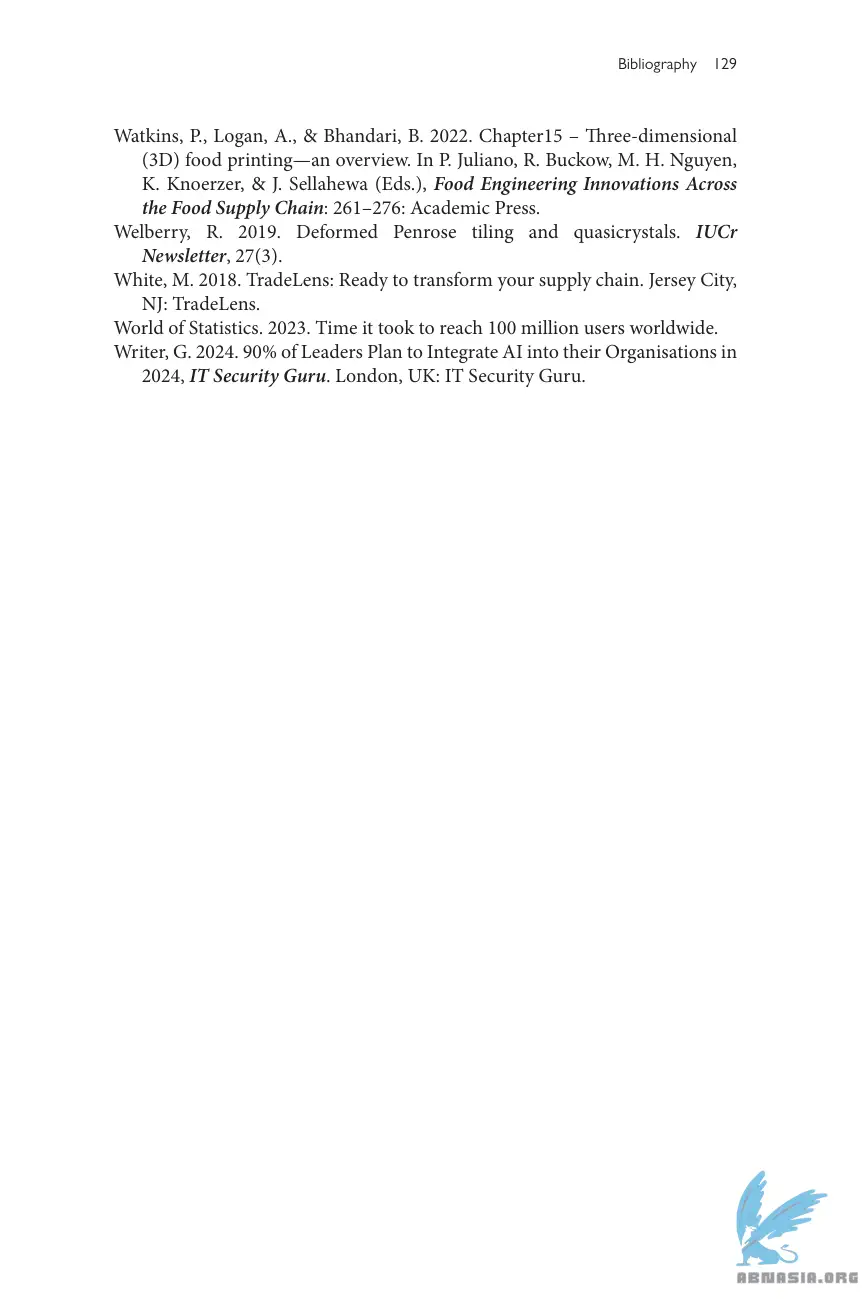 Bibliography 129
Watkins, P., Logan, A., & Bhandari, B. 2022. Chapter15 – Three-dimensional
(3D) food printing—an overview. In P. Juliano, R. Buckow, M. H. Nguyen,
K. Knoerzer, & J. Sellahewa (Eds.), Food Engineering Innovations Across
the Food Supply Chain: 261–276: Academic Press.
Welberry, R. 2019. Deformed Penrose tiling and quasicrystals. IUCr
Newsletter, 27(3).
White, M. 2018. TradeLens: Ready to transform your supply chain. Jersey City,
NJ: TradeLens.
World of Statistics. 2023. Time it took to reach 100 million users worldwide.
Writer, G. 2024. 90% of Leaders Plan to Integrate AI into their Organisations in
2024, IT Security Guru. London, UK: IT Security Guru.
ABNASIA.ORG